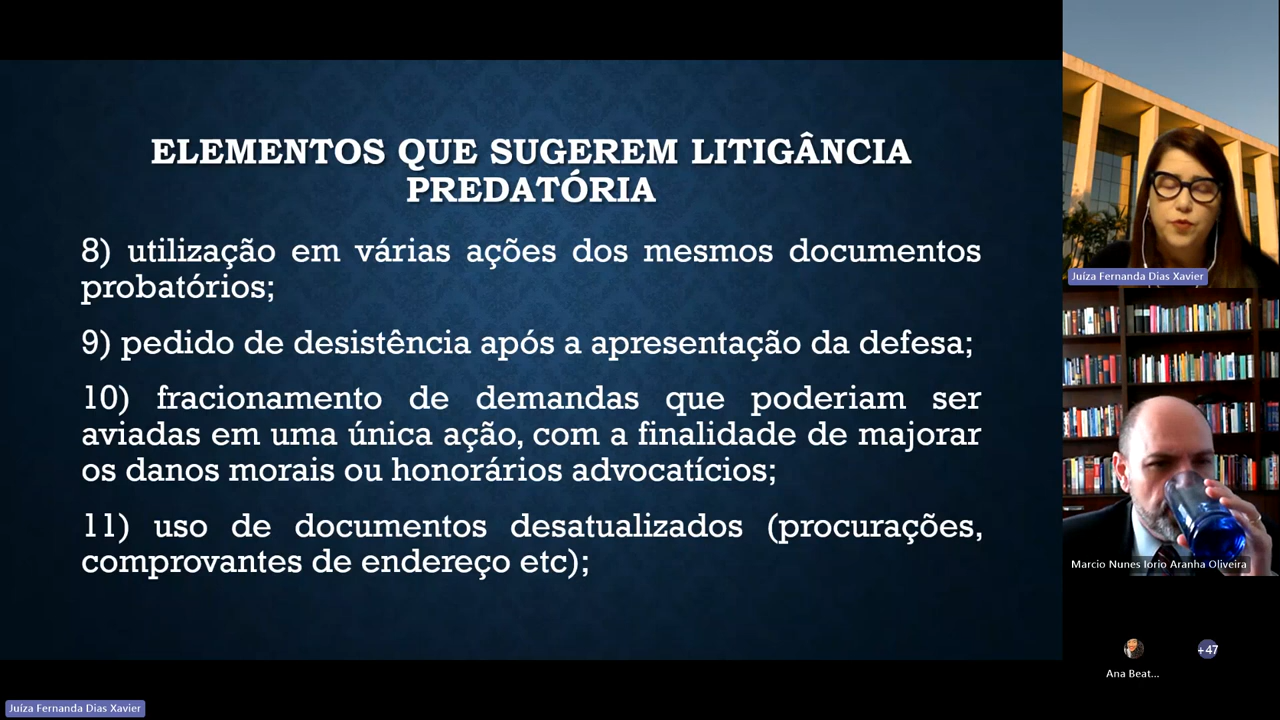 ELEMENTOS QUE SUGEREM LITIGÂNCIA
PREDATÓRIA
8) utilização em várias ações dos mesmos documentos
probatórios;
9) pedido de desistência após a apresentação da defesa;
10) fracionamento de demandas que poderiam ser
aviadas em uma única ação, com a finalidade de majorar
os danos morais ou honorários advocatícios;
11) uso de documentos desatualizados (procurações,
comprovantes de endereço etc);
Juíza Fernanda Dias Xavier
Marcio Nunes Iorio Aranha Oliveira
Ana Beat...
+47
Juíza Fernanda Dias Xavier